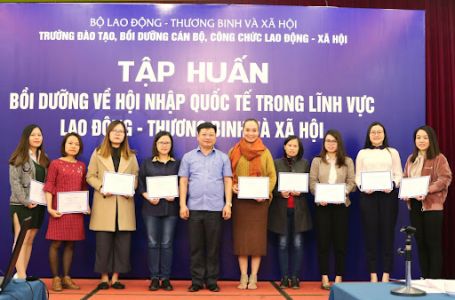 BỘ LAO ĐỘNG - THƯƠNG BINH VÀ XÃ HỘI
TRƯỜNG ĐÀO TẠO, BỒI DƯỠNG CÁN BỘ, CÔNG CHỨC LAO ĐỘNG - XÃ HỘI
TẬP HUẤN
BỒI DƯỠNG VỀ HỘI NHẬP QUỐC TẾ TRONG LĨNH VỰC
LAO ĐỘNG - THƯƠNG BINH VÀ XÃ HỘI